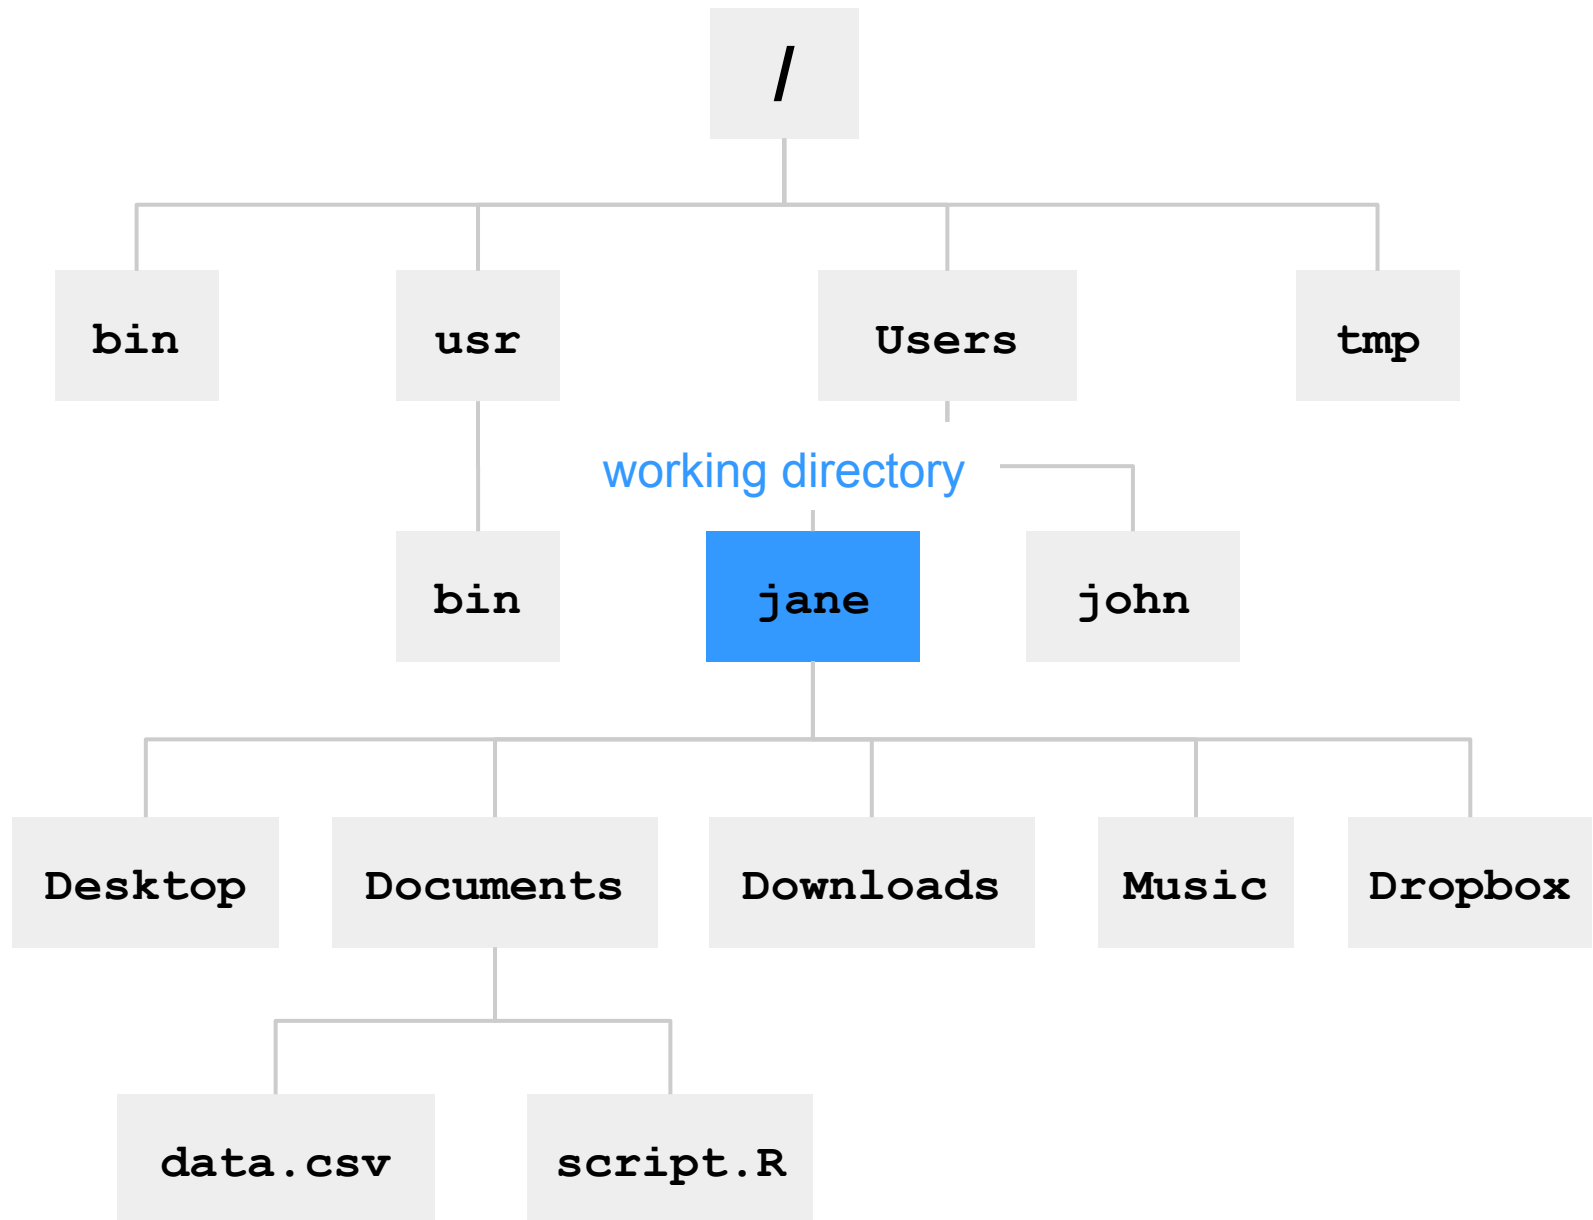 /
bin
usr
Users
tmp
working directory
bin
jane
john
Desktop
Documents
Downloads
Music
Dropbox
data.csv
script.R